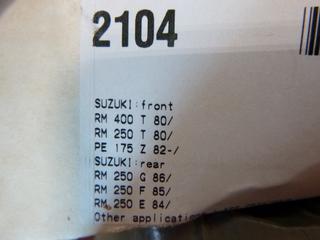 2104
SUZUKI:front
RM 400 T 80/
RM 250 T 80/
PE 175 Z 82-/
SUZUKI:rear
RM 250 G 86/
RM 250 F 85/
RM 250 E 84/
Other